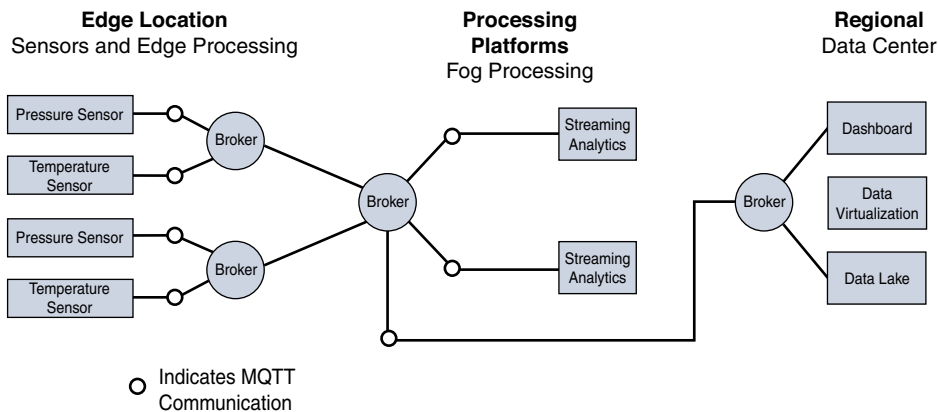 Edge Location
Sensors and Edge Processing
Processing
Platforms
Fog Processing
Regional
Data Center
Pressure Sensor
Temperature
Sensor
Pressure Sensor
Temperature
Sensor
Broker
Broker
Broker
Streaming
Analytics
Streaming
Analytics
Broker
Dashboard
Data
Virtualization
Data Lake
Indicates MQTT
Communication